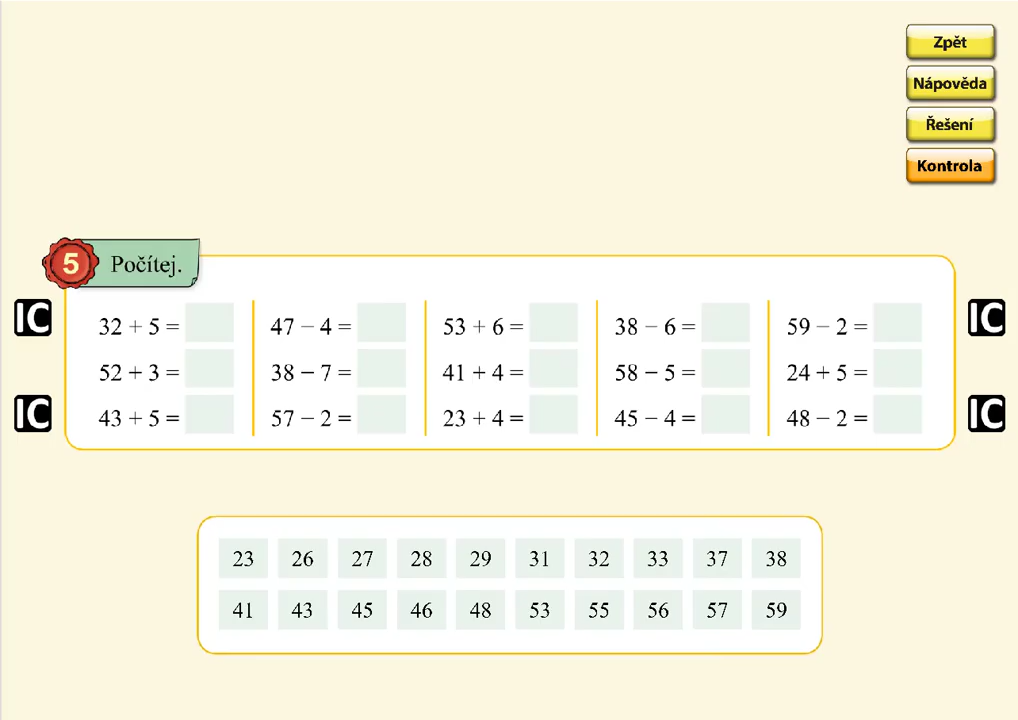 Zpět
Nápověda
Řešení
Kontrola
5 Počítej.
IC IC
32 + 5 = 47 − 4 = 53 + 6 = 38 − 6 = 59 − 2 =
52 + 3 = 38 − 7 = 41 + 4 = 58 − 5 = 24 + 5 =
IC IC
43 + 5 = 57 − 2 = 23 + 4 = 45 − 4 = 48 − 2 =
23 26 27 28 29 31 32 33 37 38
41 43 45 46 48 53 55 56 57 59